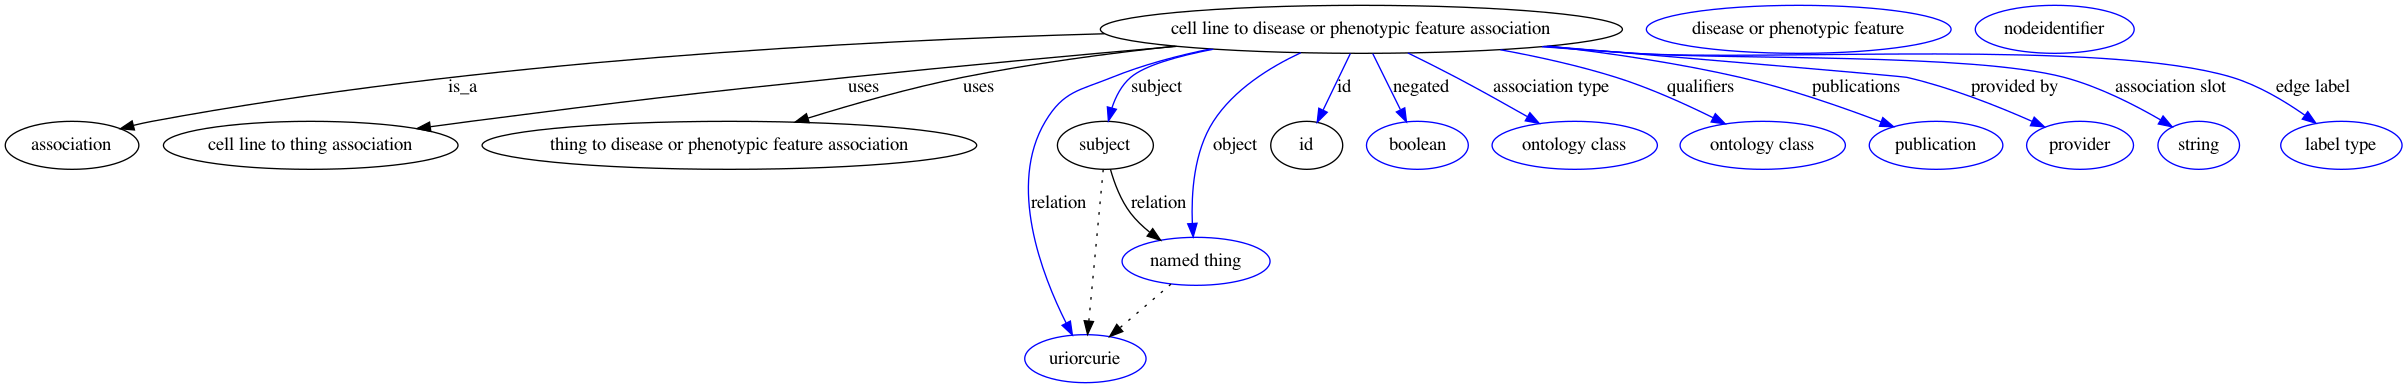 cell line to disease or phenotypic feature association
disease or phenotypic feature
nodeidentifier
is_a
uses
uses
subject
id
negated
association type
qualifiers
publications
provided by
association slot
edge label
object
association
cell line to thing association
thing to disease or phenotypic feature association
subject
id
boolean
ontology class
ontology class
publication
provider
string
label type
relation
relation
named thing
uriorcurie